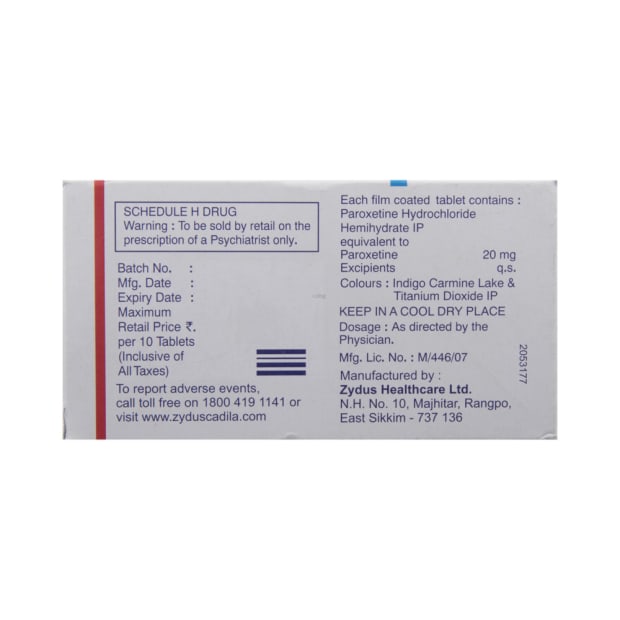 SCHEDULE H DRUG
Warning : To be sold by retail on the
prescription of a Psychiatrist only.
Batch No. :
Mfg. Date :
Expiry Date :
Maximum
Retail Price ₹.
per 10 Tablets
(Inclusive of
All Taxes)
To report adverse events,
call toll free on 1800 419 1141 or
visit www.zyduscadila.com
Each film coated tablet contains :
Paroxetine Hydrochloride
Hemihydrate IP
equivalent to
Paroxetine 20 mg
Excipients q.s.
Colours : Indigo Carmine Lake &
Titanium Dioxide IP
KEEP IN A COOL DRY PLACE
Dosage : As directed by the
Physician.
Mfg. Lic. No. : M/446/07
Manufactured by :
Zydus Healthcare Ltd.
N.H. No. 10, Majhitar, Rangpo,
East Sikkim - 737 136
2053177